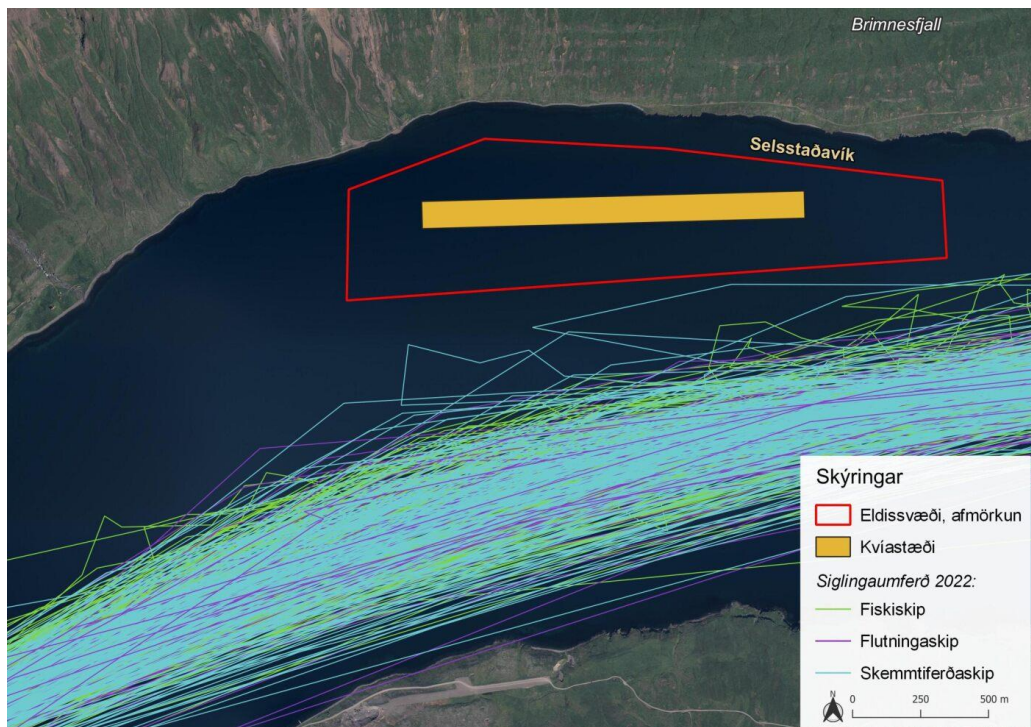 Brimnesfjall
Selsstaðavík
Skýringar
Eldissvæði, afmörkun
Kvíastæði
Siglingaumferð 2022:
Fiskiskip
Flutningaskip
Skemmtiferðaskip
N
0 250 500 m